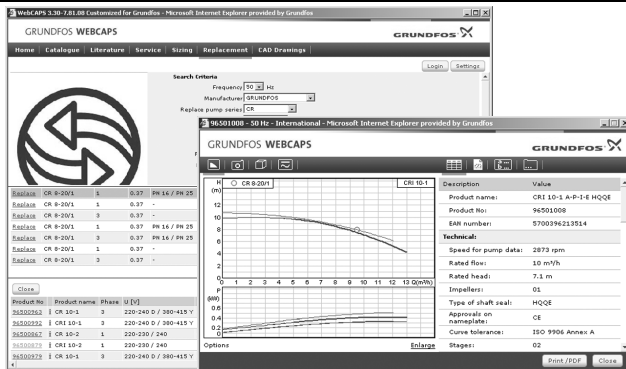 WebCAPS 3.30-7.81.08 Customized for Grundfos - Microsoft Internet Explorer provided by Grundfos
GRUNDFOS WEBCAPS
GRUNDFOS
Home | Catalogue | Literature | Service | Sizing | Replacement | CAD Drawings
Login Settings
Search Criteria
Frequency 50 Hz
Manufacturer GRUNDFOS
Replace pump series CR
Replace CR 8-20/1 1 0.37 PN 16 / PN 25
Replace CR 8-20/1 1 0.37 -
Replace CR 8-20/1 3 0.37 -
Replace CR 8-20/1 1 0.37 PN 16 / PN 25
Replace CR 8-20/1 3 0.37 PN 16 / PN 25
Replace CR 8-20/1 1 0.37 -
Replace CR 8-20/1 3 0.37 -
Close
Product No Product name Phase U [V]
96500963 CR 10-1 3 220-240 D / 380-415 Y
96500992 CRI 10-1 3 220-240 D / 380-415 Y
96500867 CR 10-2 1 220-230 / 240
96500879 CRI 10-2 1 220-230 / 240
96500979 CR 10-1 3 220-240 D / 380-415 Y
96501008 - 50 Hz - International - Microsoft Internet Explorer provided by Grundfos
GRUNDFOS WEBCAPS
GRUNDFOS
H
(m)
CR 8-20/1
CRI 10-1
12
10
8
6
4
2
0
0 1 2 3 4 5 6 7 8 9 10 11 12 13 Q(m³/h)
P
(kW)
0.4
0.2
0
Options
Enlarge
Description Value
Product name: CRI 10-1 A-P-I-E HQQE
Product No: 96501008
EAN number: 5700396213514
Technical:
Speed for pump data: 2873 rpm
Rated flow: 10 m³/h
Rated head: 7.1 m
Impellers: 01
Type of shaft seal: HQQE
Approvals on nameplate: CE
Curve tolerance: ISO 9906 Annex A
Stages: 02
Print /PDF Close